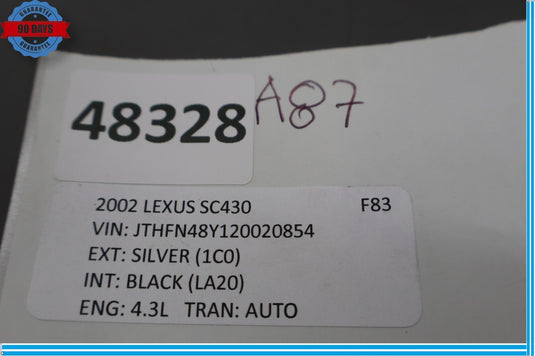 GUARANTEE
90 DAYS
GUARANTEE
48328
A87
2002 LEXUS SC430 F83
VIN: JTHFN48Y120020854
EXT: SILVER (1C0)
INT: BLACK (LA20)
ENG: 4.3L TRAN: AUTO